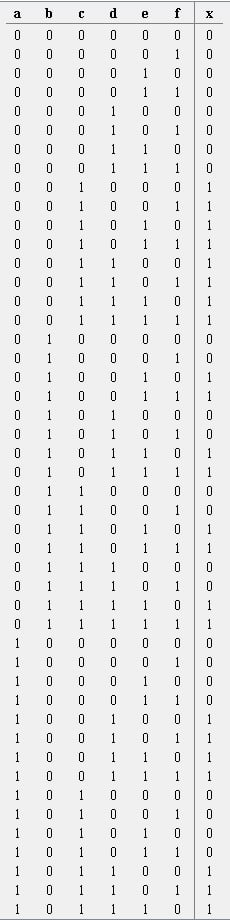 a b c d e f x
0 0 0 0 0 0 0
0 0 0 0 0 1 0
0 0 0 0 1 0 0
0 0 0 0 1 1 0
0 0 0 1 0 0 0
0 0 0 1 0 1 0
0 0 0 1 1 0 0
0 0 0 1 1 1 0
0 0 1 0 0 0 1
0 0 1 0 0 1 1
0 0 1 0 1 0 1
0 0 1 0 1 1 1
0 0 1 1 0 0 1
0 0 1 1 0 1 1
0 0 1 1 1 0 1
0 0 1 1 1 1 1
0 1 0 0 0 0 0
0 1 0 0 0 1 0
0 1 0 0 1 0 1
0 1 0 0 1 1 1
0 1 0 1 0 0 0
0 1 0 1 0 1 0
0 1 0 1 1 0 1
0 1 0 1 1 1 1
0 1 1 0 0 0 0
0 1 1 0 0 1 0
0 1 1 0 1 0 1
0 1 1 0 1 1 1
0 1 1 1 0 0 0
0 1 1 1 0 1 0
0 1 1 1 1 0 1
0 1 1 1 1 1 1
1 0 0 0 0 0 0
1 0 0 0 0 1 0
1 0 0 0 1 0 0
1 0 0 0 1 1 0
1 0 0 1 0 0 1
1 0 0 1 0 1 1
1 0 0 1 1 0 1
1 0 0 1 1 1 1
1 0 1 0 0 0 0
1 0 1 0 0 1 0
1 0 1 0 1 0 0
1 0 1 0 1 1 0
1 0 1 1 0 0 1
1 0 1 1 0 1 1
1 0 1 1 1 0 1